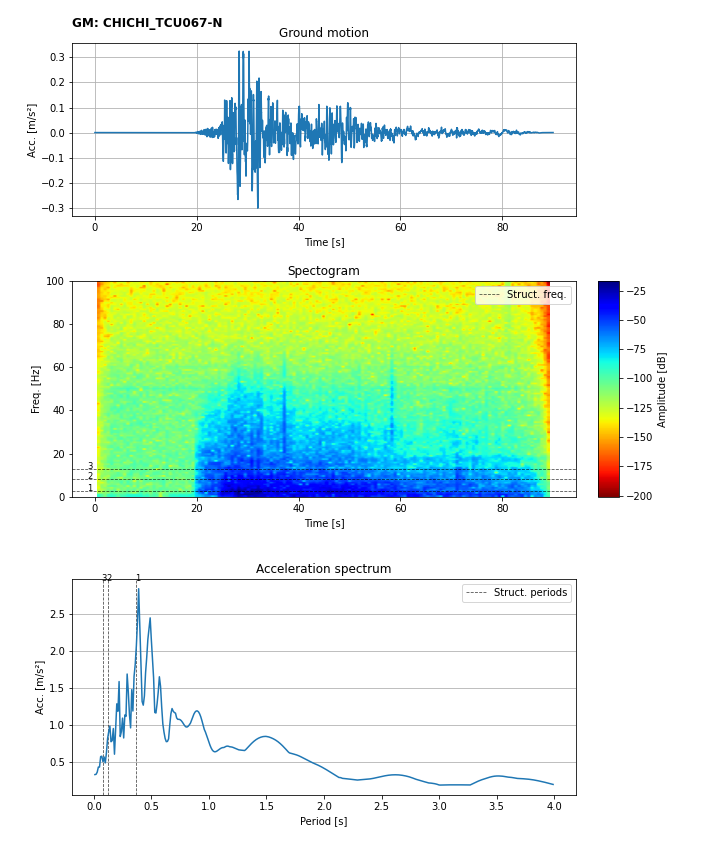 GM: CHICHI_TCU067-N
Ground motion
Acc. [m/s²]
0.3
0.2
0.1
0.0
−0.1
−0.2
−0.3
0 20 40 60 80
Time [s]
Spectogram
Freq. [Hz]
100
80
60
40
20
0
3
2
1
Struct. freq.
0 20 40 60 80
Time [s]
−25
−50
−75
−100
−125
−150
−175
−200
Amplitude [dB]
Acceleration spectrum
Acc. [m/s²]
32 1
Struct. periods
2.5
2.0
1.5
1.0
0.5
0.0 0.5 1.0 1.5 2.0 2.5 3.0 3.5 4.0
Period [s]